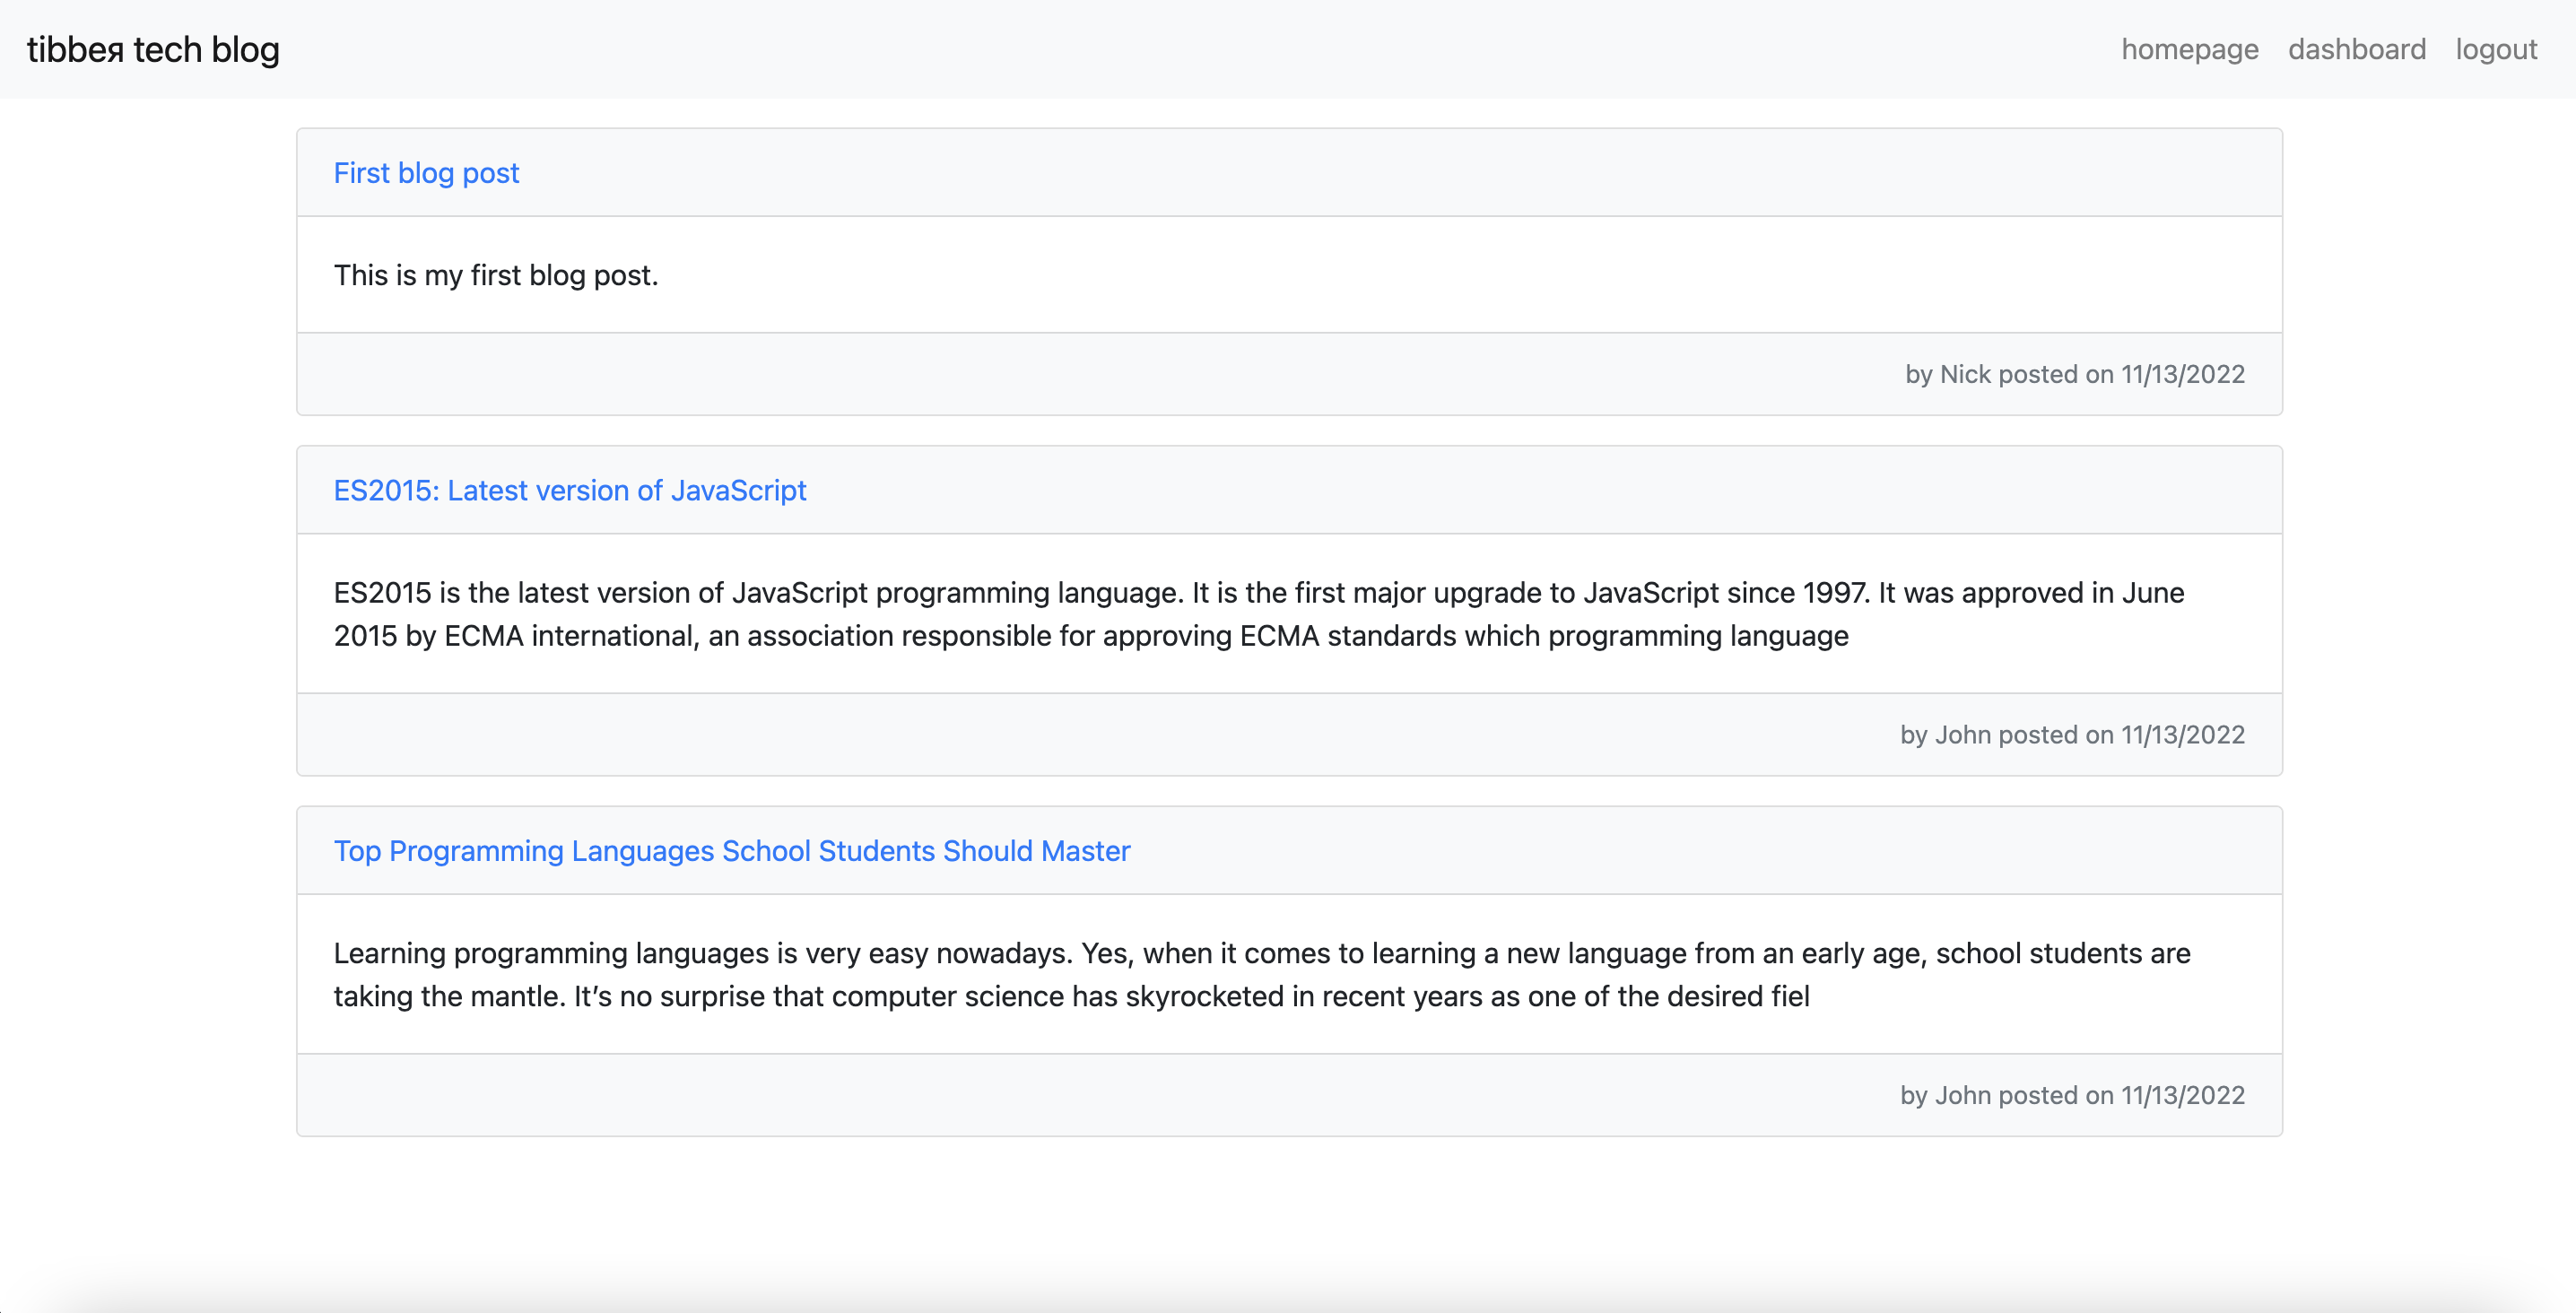 tibbeя tech blog
homepage dashboard logout
First blog post
This is my first blog post.
by Nick posted on 11/13/2022
ES2015: Latest version of JavaScript
ES2015 is the latest version of JavaScript programming language. It is the first major upgrade to JavaScript since 1997. It was approved in June
2015 by ECMA international, an association responsible for approving ECMA standards which programming language
by John posted on 11/13/2022
Top Programming Languages School Students Should Master
Learning programming languages is very easy nowadays. Yes, when it comes to learning a new language from an early age, school students are
taking the mantle. It’s no surprise that computer science has skyrocketed in recent years as one of the desired fiel
by John posted on 11/13/2022